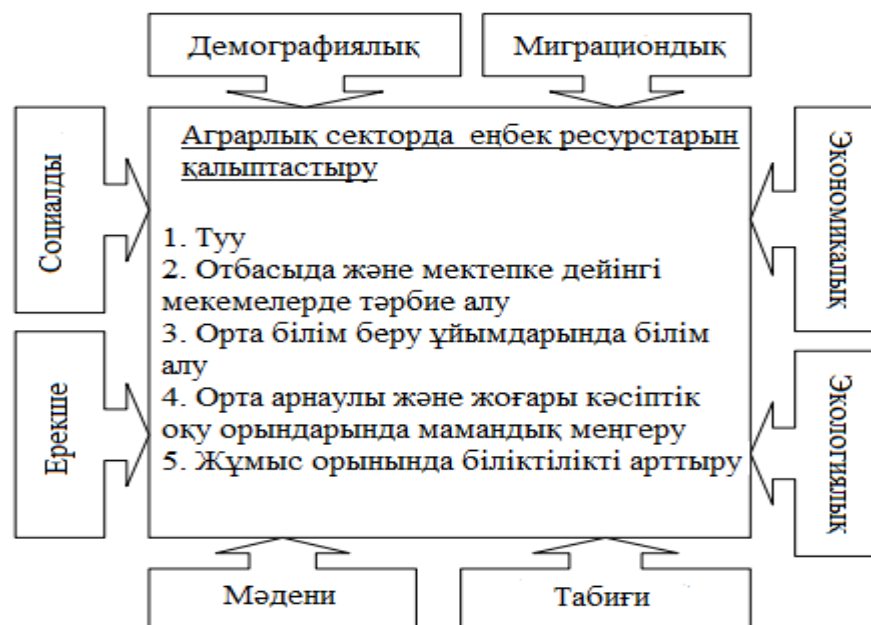 Демографиялық
Миграциондық
Социалды
Экономикалық
Аграрлық секторда еңбек ресурстарын
қалыптастыру
1. Туу
2. Отбасыда және мектепке дейінгі
мекемелерде тәрбие алу
3. Орта білім беру ұйымдарында білім
алу
4. Орта арнаулы және жоғары кәсіптік
оқу орындарында мамандық меңгеру
5. Жұмыс орынында біліктілікті арттыру
Ерекше
Экологиялық
Мәдени
Табиғи